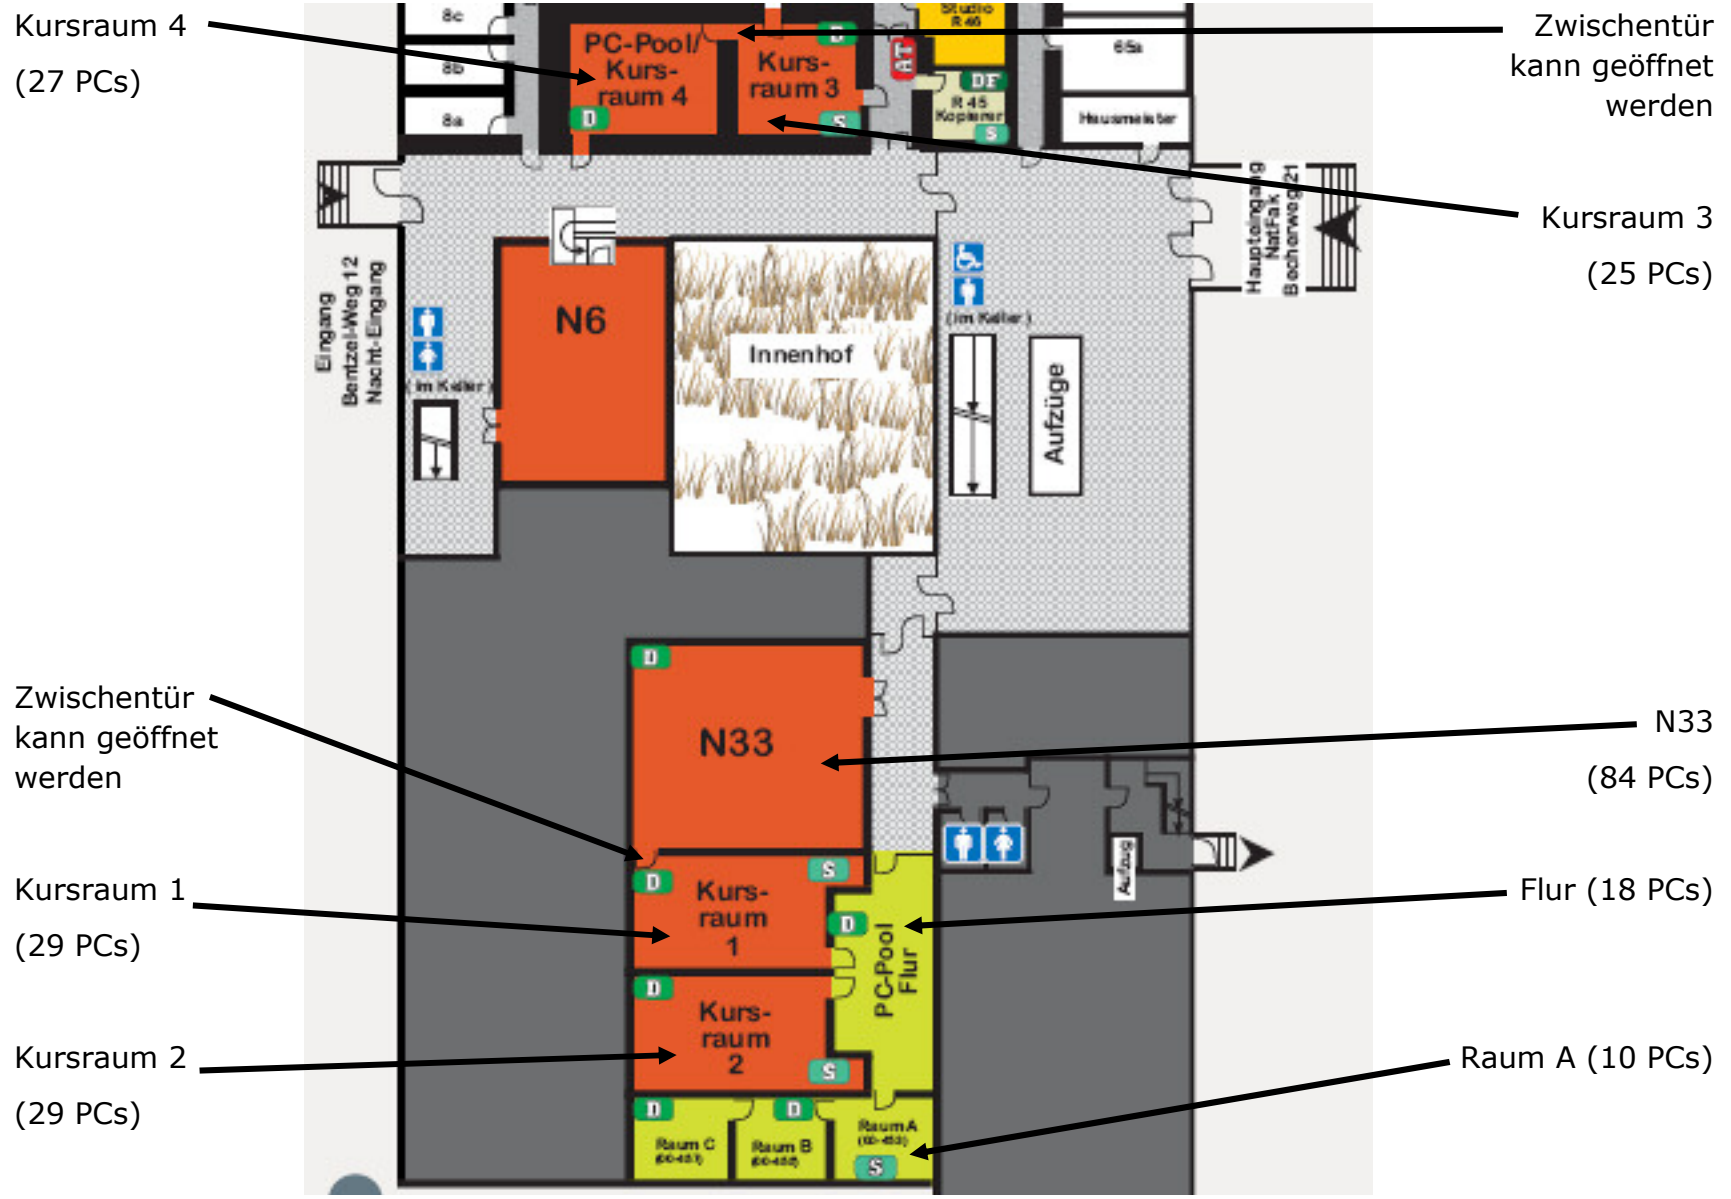 Kursraum 4
(27 PCs)
8c
8b
8a
PC-Pool/
Kurs-
raum 4
D
D
Kurs-
raum 3
S
AT
Studio
R 46
DF
R 45
Kopierer
S
65a
Hausmeister
Zwischentür
kann geöffnet
werden
Kursraum 3
(25 PCs)
Eingang
Bentzel-Weg 12
Nacht-Eingang
Haupteingang
NatFak
Becherweg 21
N6
(im Keller)
Innenhof
(im Keller)
Aufzüge
Zwischentür
kann geöffnet
werden
D
N33
N33
(84 PCs)
Aufzug
Kursraum 1
(29 PCs)
D
S
Kurs-
raum
1
D
PC-Pool
Flur
Flur (18 PCs)
Kursraum 2
(29 PCs)
D
Kurs-
raum
2
S
Raum A (10 PCs)
D
Raum C
D
Raum B
Raum A
S